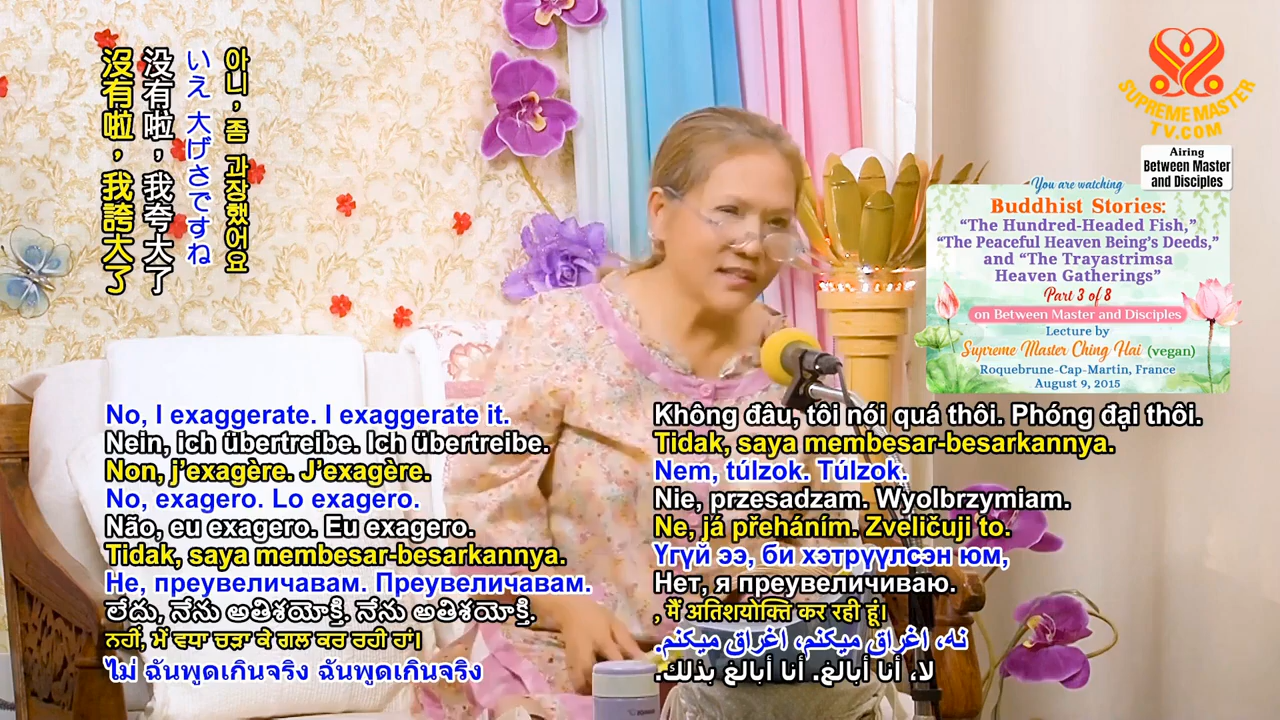 아니, 좀 과장했어요
いえ 大げさですね
没有啦，我夸大了
沒有啦，我誇大了
SUPREME MASTER
TV.COM
Airing
Between Master
and Disciples
You are watching
Buddhist Stories:
“The Hundred-Headed Fish,”
“The Peaceful Heaven Being’s Deeds,”
and “The Trayastrimsa
Heaven Gatherings”
Part 3 of 8
on Between Master and Disciples
Lecture by
Supreme Master Ching Hai (vegan)
Roquebrune-Cap-Martin, France
August 9, 2015
No, I exaggerate. I exaggerate it.
Nein, ich übertreibe. Ich übertreibe.
Non, j’exagère. J’exagère.
No, exagero. Lo exagero.
Não, eu exagero. Eu exagero.
Tidak, saya membesar-besarkannya.
Не, преувеличавам. Преувеличавам.
లేదు, నేను అతిశయోక్తి. నేను అతిశయోక్తి.
ਨਹੀਂ, ਮੈਂ ਵਧਾ ਚੜ੍ਹਾ ਕੇ ਗਲ ਕਰ ਰਹੀ ਹਾਂ।
ไม่ ฉันพูดเกินจริง ฉันพูดเกินจริง
Không đâu, tôi nói quá thôi. Phóng đại thôi.
Tidak, saya membesar-besarkannya.
Nem, túlzok. Túlzok.
Nie, przesadzam. Wyolbrzymiam.
Ne, já přeháním. Zveličuji to.
Үгүй ээ, би хэтрүүлсэн юм,
Нет, я преувеличиваю.
, मैं अतिशयोक्ति कर रही हूं।
نه، اغراق میکنم، اغراق میکنم.
لا، أنا أبالغ. أنا أبالغ بذلك.